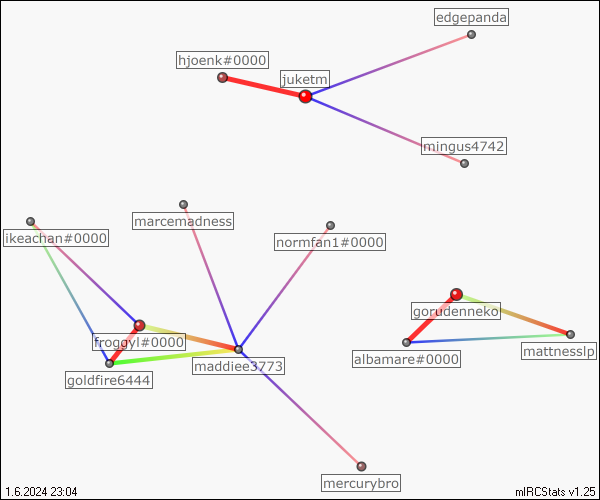 edgepanda
hjoenk#0000
juketm
mingus4742
marcemadness
ikeachan#0000
normfan1#0000
gorudenneko
froggyl#0000
mattnesslp
albamare#0000
maddiee3773
goldfire6444
mercurybro
1.6.2024 23:04
mIRCStats v1.25